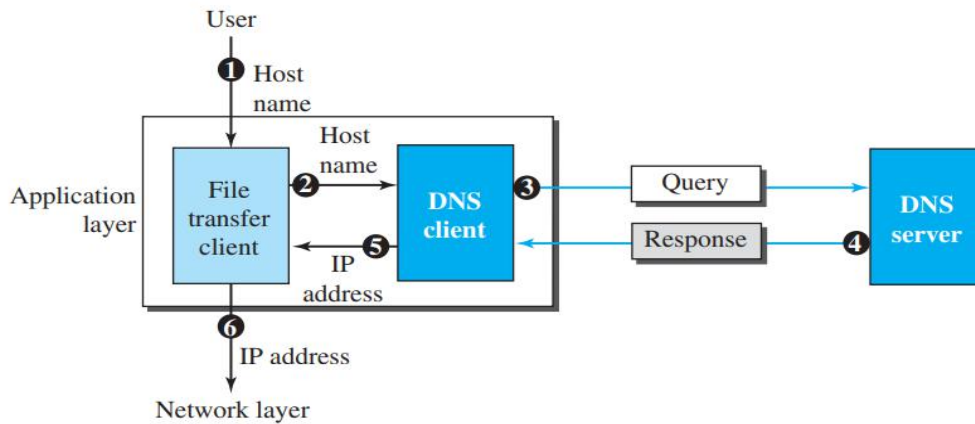 User
1 Host
name
Host
name
2
File
transfer
client
Application
layer
DNS
client
3
Query
DNS
server
Response
4
5
IP
address
6
IP address
Network layer